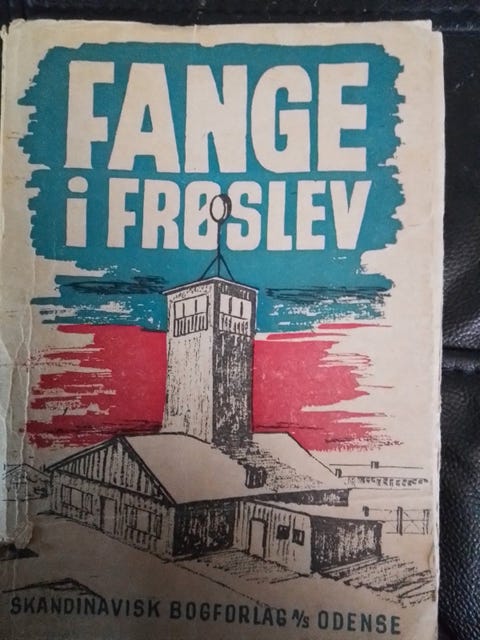 FANGE
i FRØSLEV
SKANDINAVISK BOGFORLAG A/S ODENSE